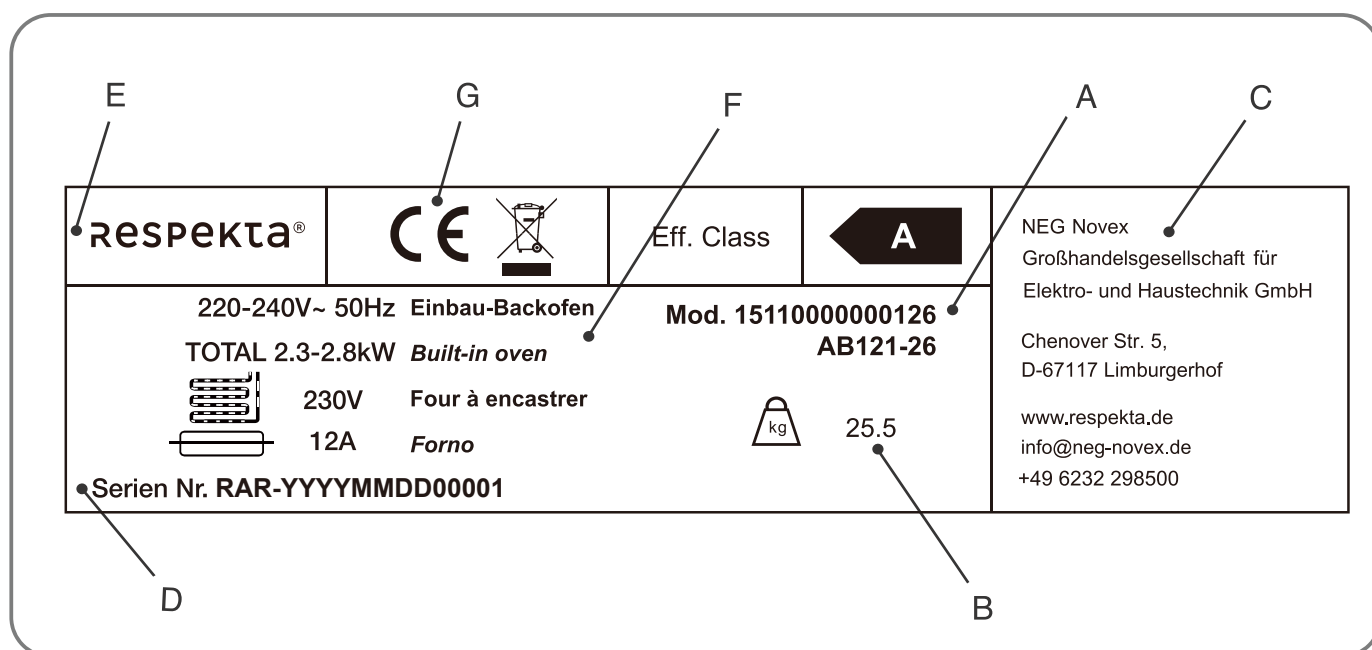 E
G
F
A
C
Respekta®
CE
Eff. Class
A
220-240V~ 50Hz Einbau-Backofen
TOTAL 2.3-2.8kW Built-in oven
230V Four à encastrer
12A Forno
Serien Nr. RAR-YYYYMMDD00001
Mod. 15110000000126
AB121-26
kg 25.5
NEG Novex
Großhandelsgesellschaft für
Elektro- und Haustechnik GmbH
Chenover Str. 5,
D-67117 Limburgerhof
www.respekta.de
info@neg-novex.de
+49 6232 298500
D
B